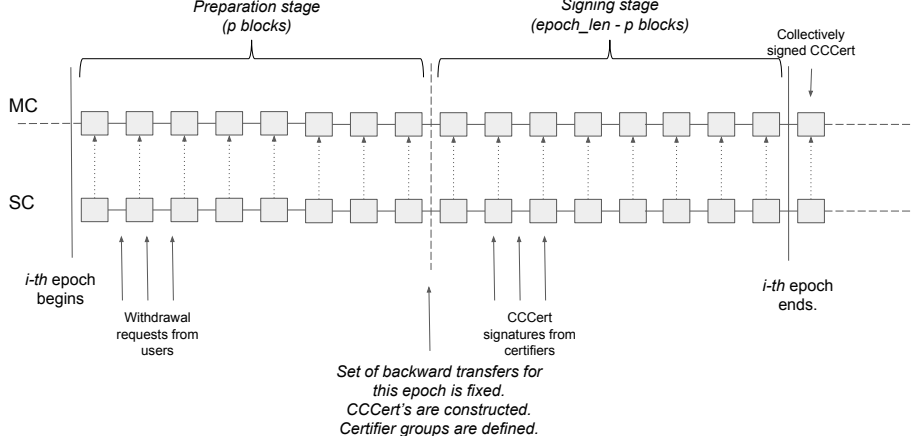 Preparation stage
(p blocks)
Signing stage
(epoch_len - p blocks)
Collectively
signed CCCert
MC
SC
i-th epoch
begins
Withdrawal
requests from
users
CCCert
signatures from
certifiers
i-th epoch
ends.
Set of backward transfers for
this epoch is fixed.
CCCert's are constructed.
Certifier groups are defined.